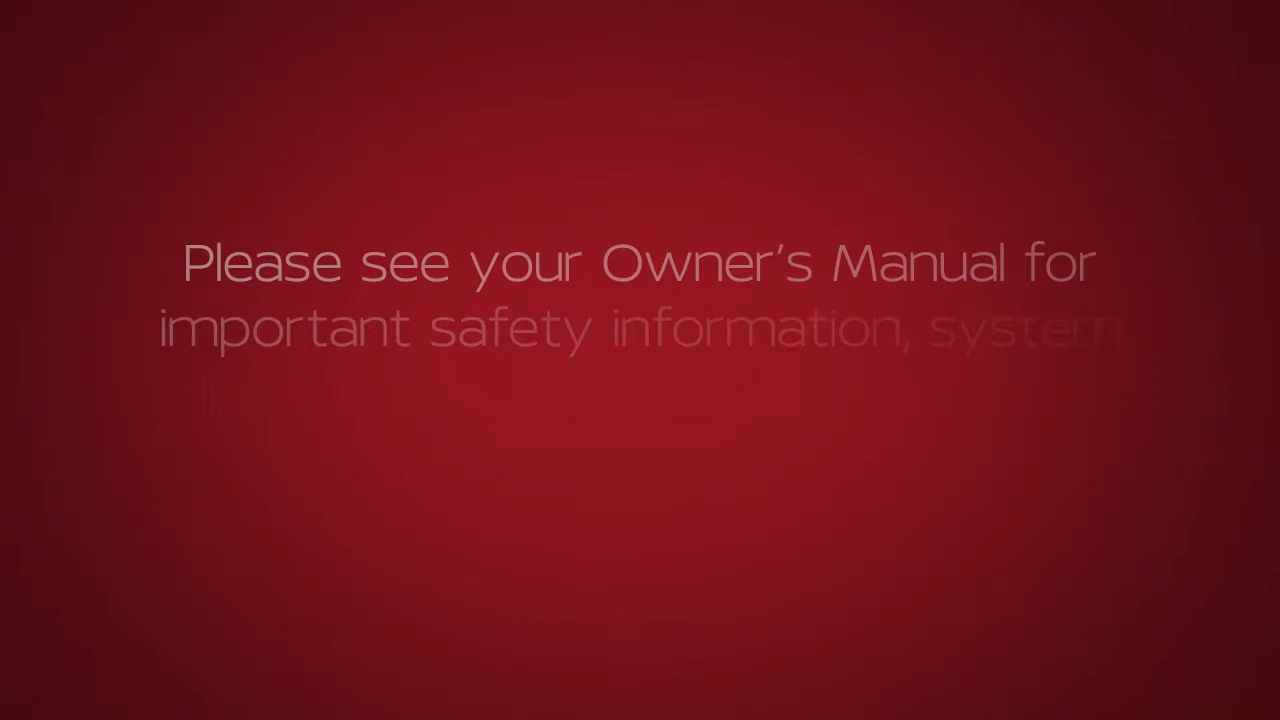 Please see your Owner’s Manual for
important safety information, system